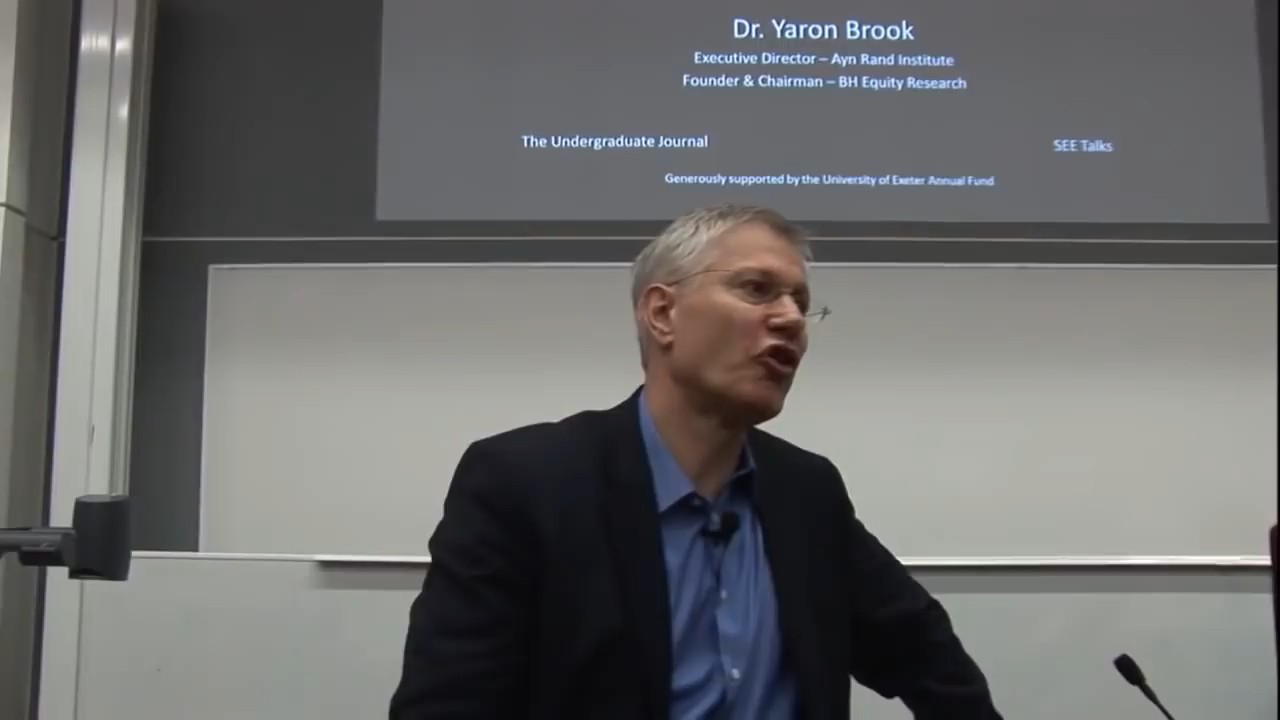 Dr. Yaron Brook
Executive Director – Ayn Rand Institute
Founder & Chairman – BH Equity Research
The Undergraduate Journal
SEE Talks
Generously supported by the University of Exeter Annual Fund